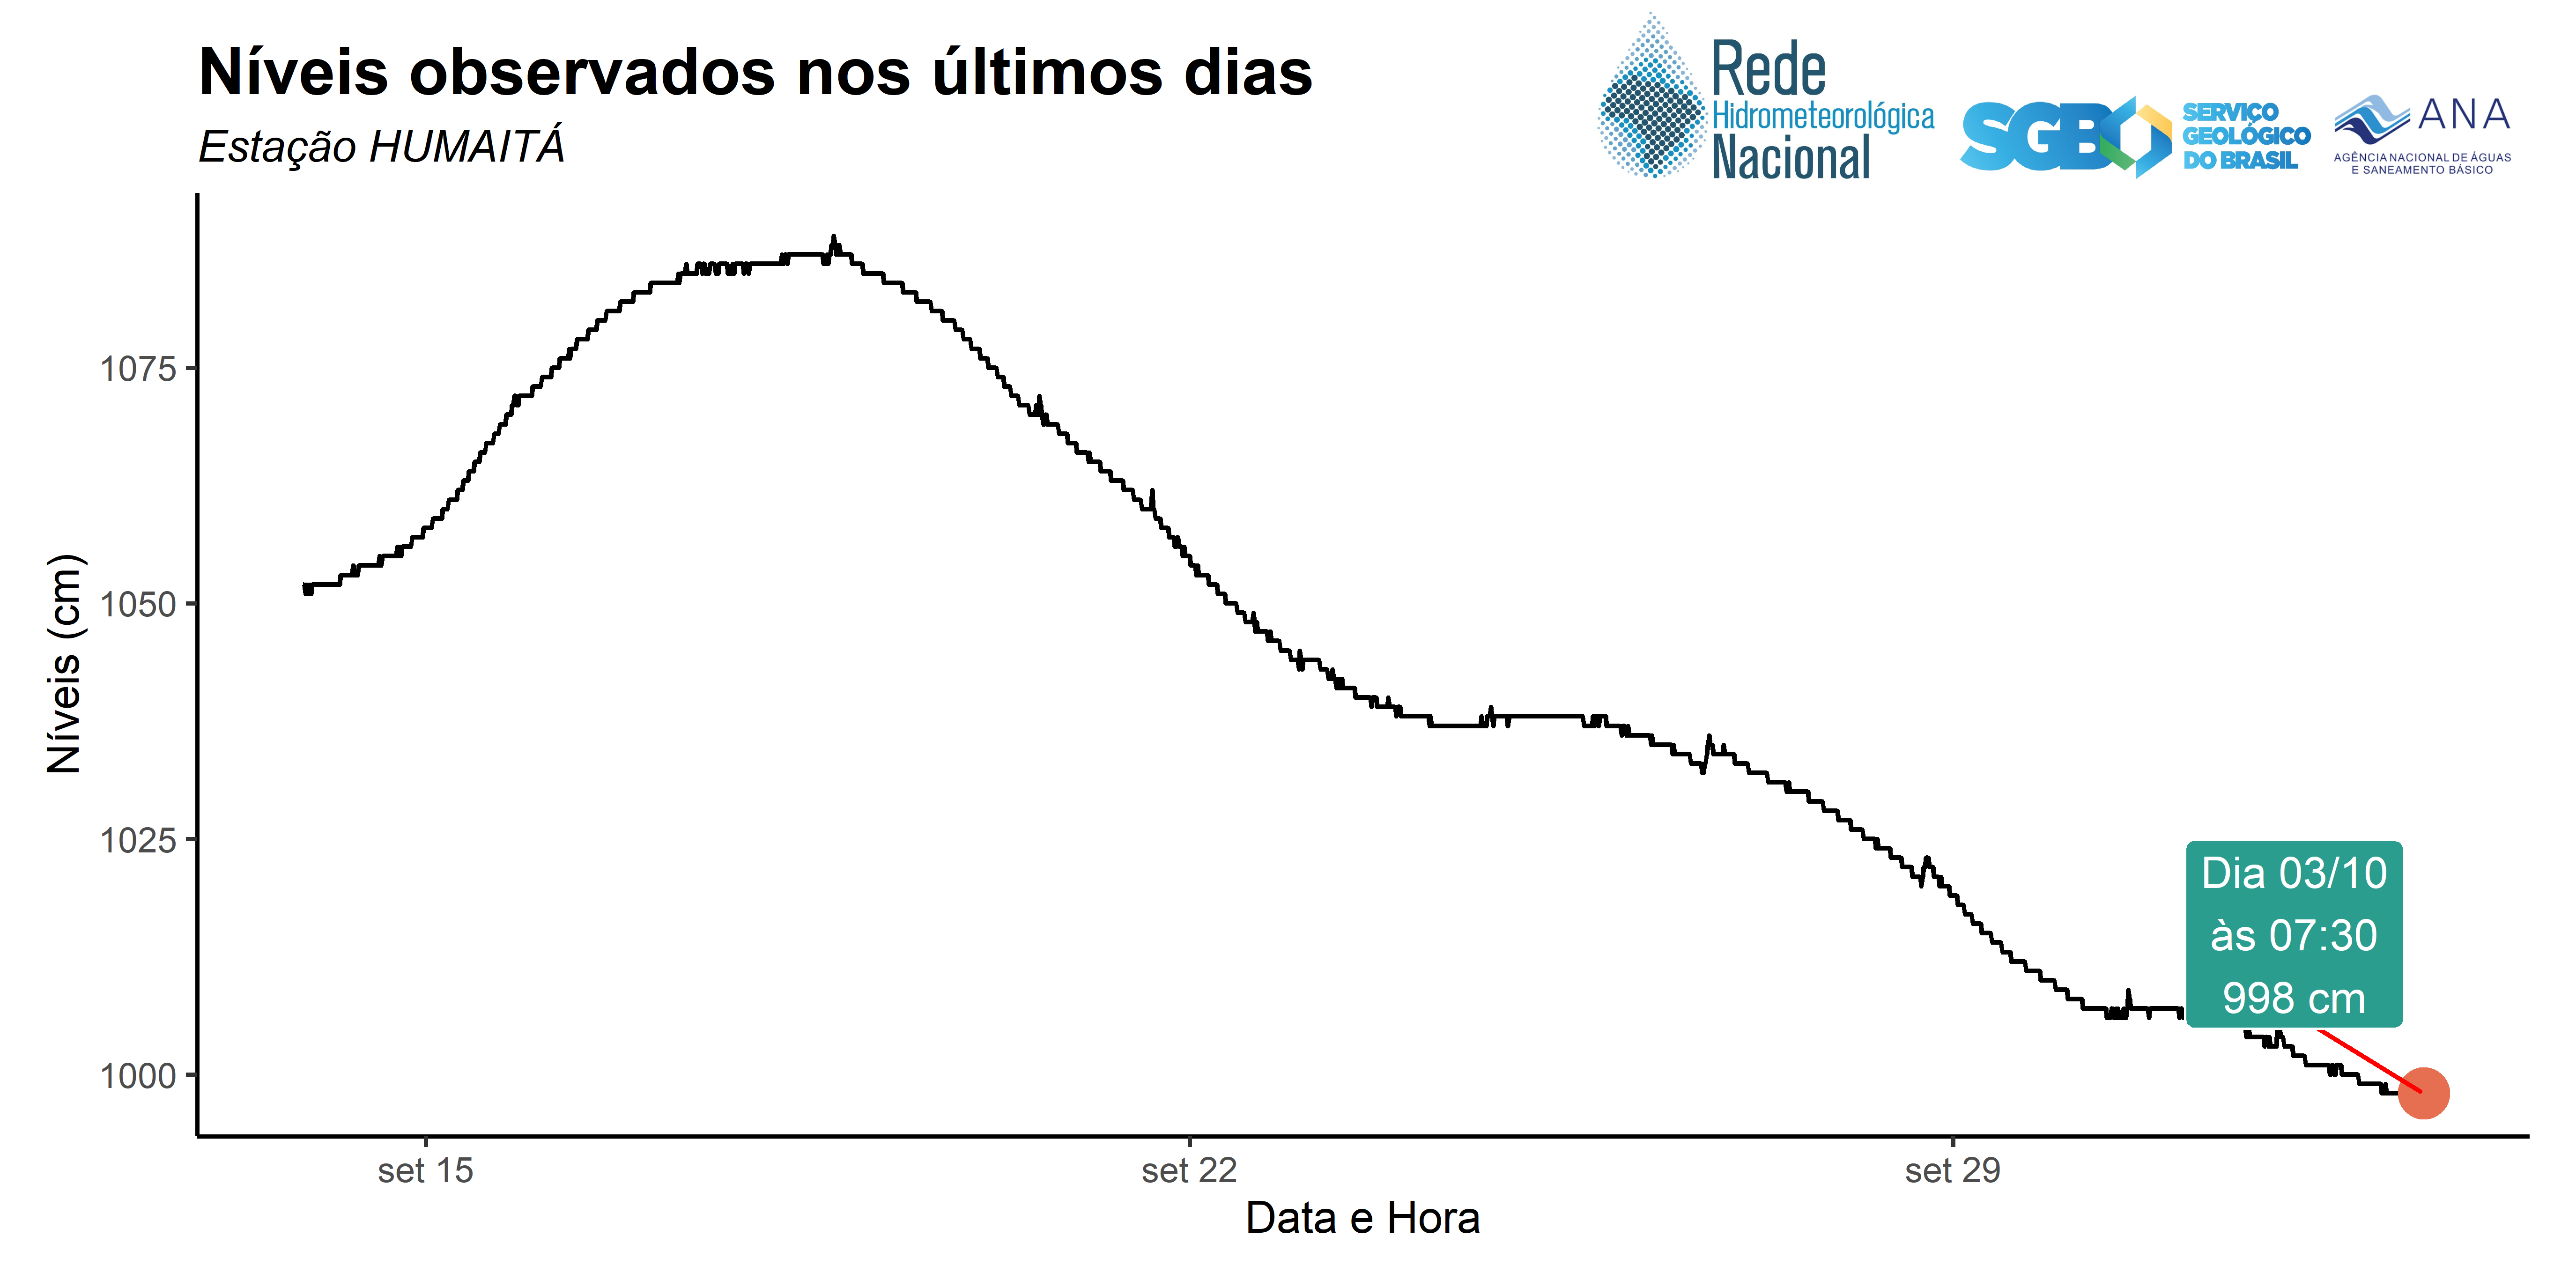 Níveis observados nos últimos dias
Estação HUMAITÁ
Rede
Hidrometeorológica
Nacional
SGB
SERVIÇO
GEOLÓGICO
DO BRASIL
ANA
AGÊNCIA NACIONAL DE ÁGUAS
E SANEAMENTO BÁSICO
Níveis (cm)
1075
1050
1025
1000
Dia 03/10
às 07:30
998 cm
set 15
set 22
set 29
Data e Hora